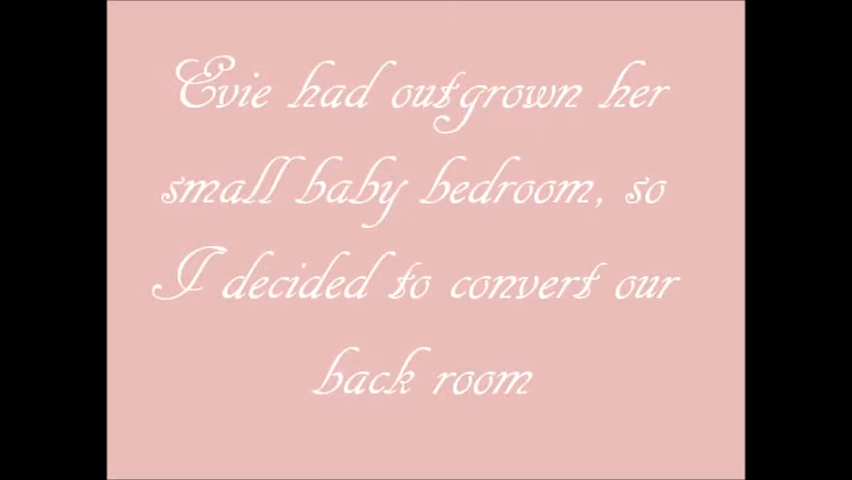 Evie had outgrown her
small baby bedroom, so
I decided to convert our
back room